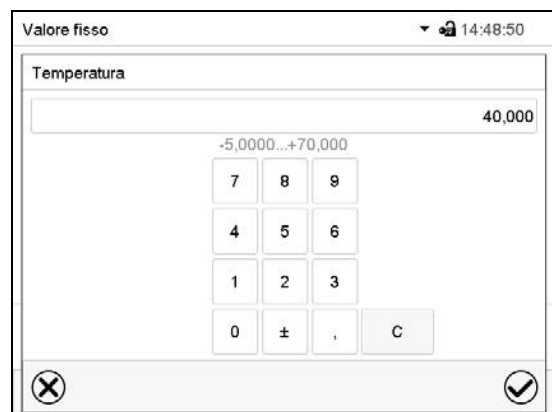 Valore fisso 14:48:50
Temperatura
40,000
-5,0000...+70,000
7 8 9
4 5 6
1 2 3
0 ± , C